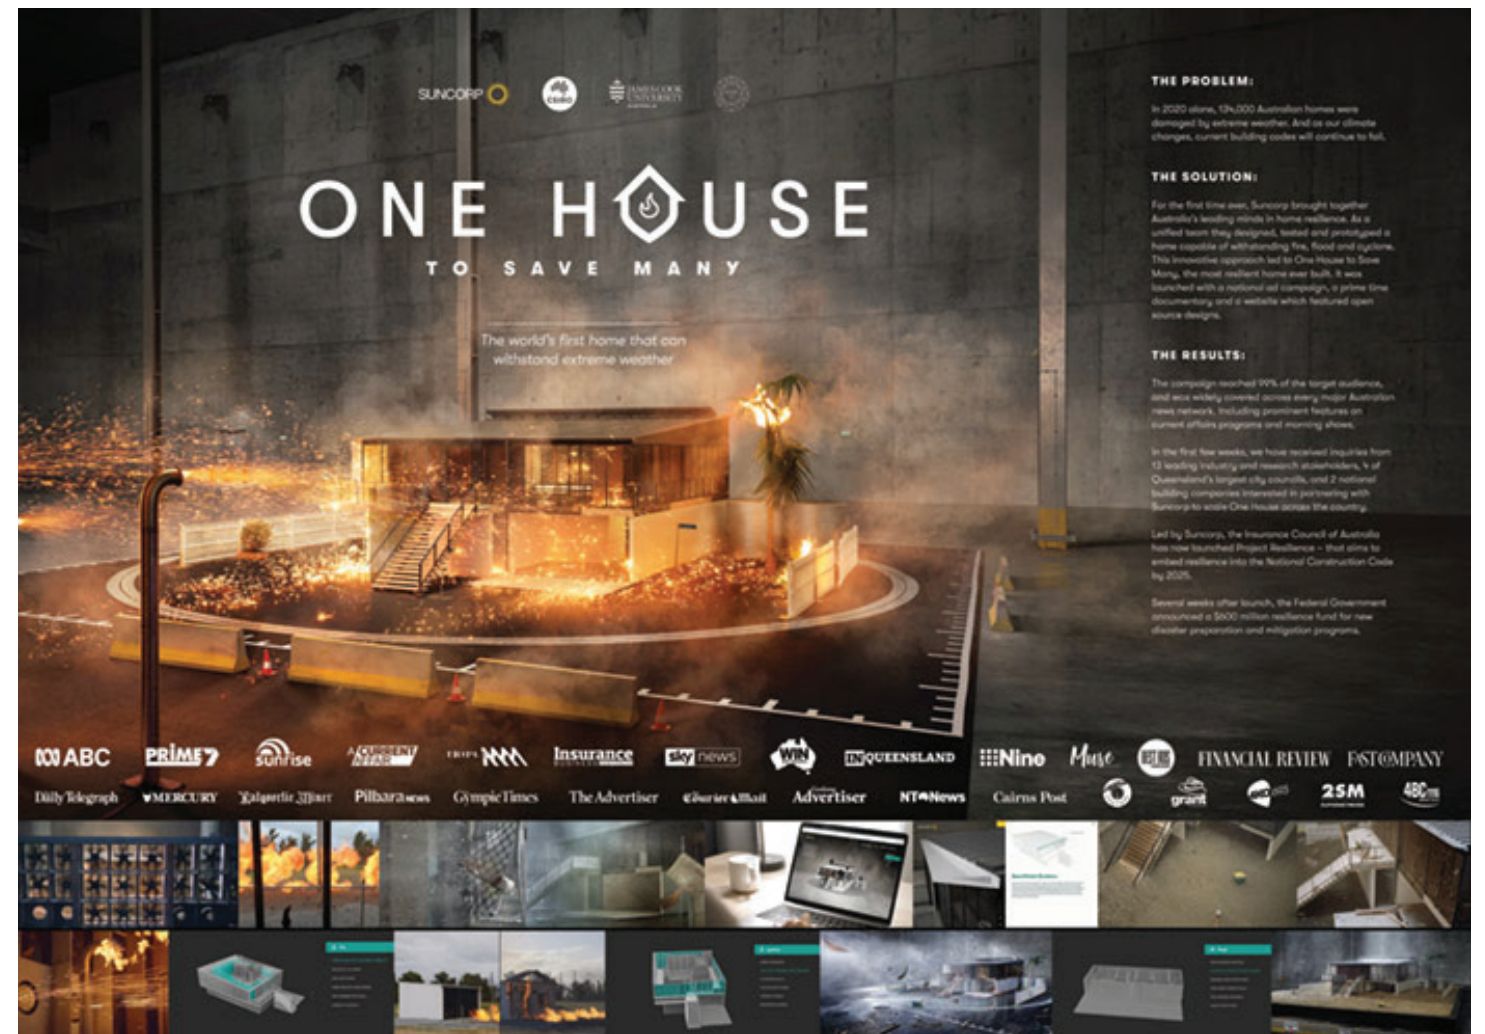 SUNCORP
CSIRO
JAMES COOK
UNIVERSITY
AUSTRALIA
ONE HOUSE
TO SAVE MANY
The world's first home that can
withstand extreme weather
THE PROBLEM:
In 2020 alone, 134,000 Australian homes were
damaged by extreme weather. And as our climate
changes, current building codes will continue to fail.
THE SOLUTION:
For the first time ever, Suncorp brought together
Australia's leading minds in home resilience. As a
unified team they designed, tested and prototyped a
home capable of withstanding fire, flood and cyclone.
This innovative approach led to One House to Save
Many, the most resilient home ever built. It was
launched with a national ad campaign, a prime time
documentary and a website which featured open
source designs.
THE RESULTS:
The campaign reached 99% of the target audience,
and was widely covered across every major Australian
news network. Including prominent features on
current affairs programs and morning shows.
In the first few weeks, we have received inquiries from
13 leading industry and research stakeholders, 4 of
Queensland's largest city councils, and 2 national
building companies interested in partnering with
Suncorp to scale One House across the country.
Led by Suncorp, the Insurance Council of Australia
has now launched Project Resilience – that aims to
embed resilience into the National Construction Code
by 2025.
Several weeks after launch, the Federal Government
announced a $600 million resilience fund for new
disaster preparation and mitigation programs.
ABC PRIME7 sunrise A CURRENT AFFAIR TRIPLE MMM Insurance sky news WIN INQUEENSLAND Nine Muse FINANCIAL REVIEW FAST COMPANY
Daily Telegraph MERCURY Kalgoorlie Miner Pilbara NEWS Gympie Times The Advertiser Courier Mail Advertiser NT News Cairns Post grant 2SM 4BC